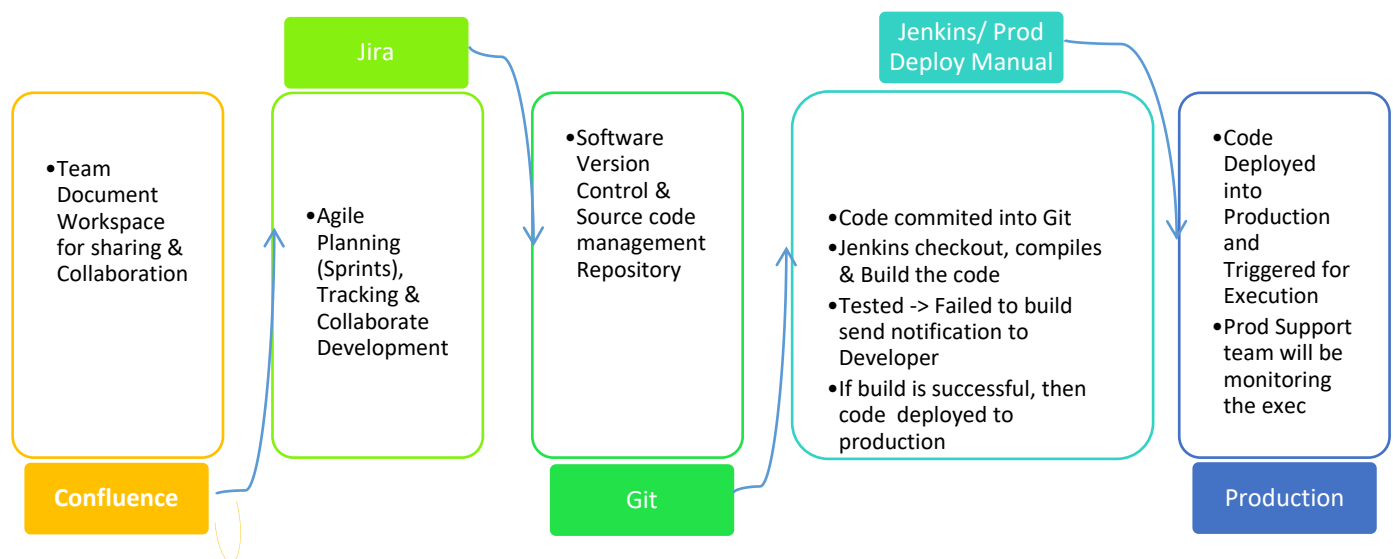 Confluence
•Team
Document
Workspace
for sharing &
Collaboration
Jira
•Agile
Planning
(Sprints),
Tracking &
Collaborate
Development
Git
•Software
Version
Control &
Source code
management
Repository
Jenkins/ Prod
Deploy Manual
•Code commited into Git
•Jenkins checkout, compiles
& Build the code
•Tested -> Failed to build
send notification to
Developer
•If build is successful, then
code deployed to
production
Production
•Code
Deployed
into
Production
and
Triggered for
Execution
•Prod Support
team will be
monitoring
the exec